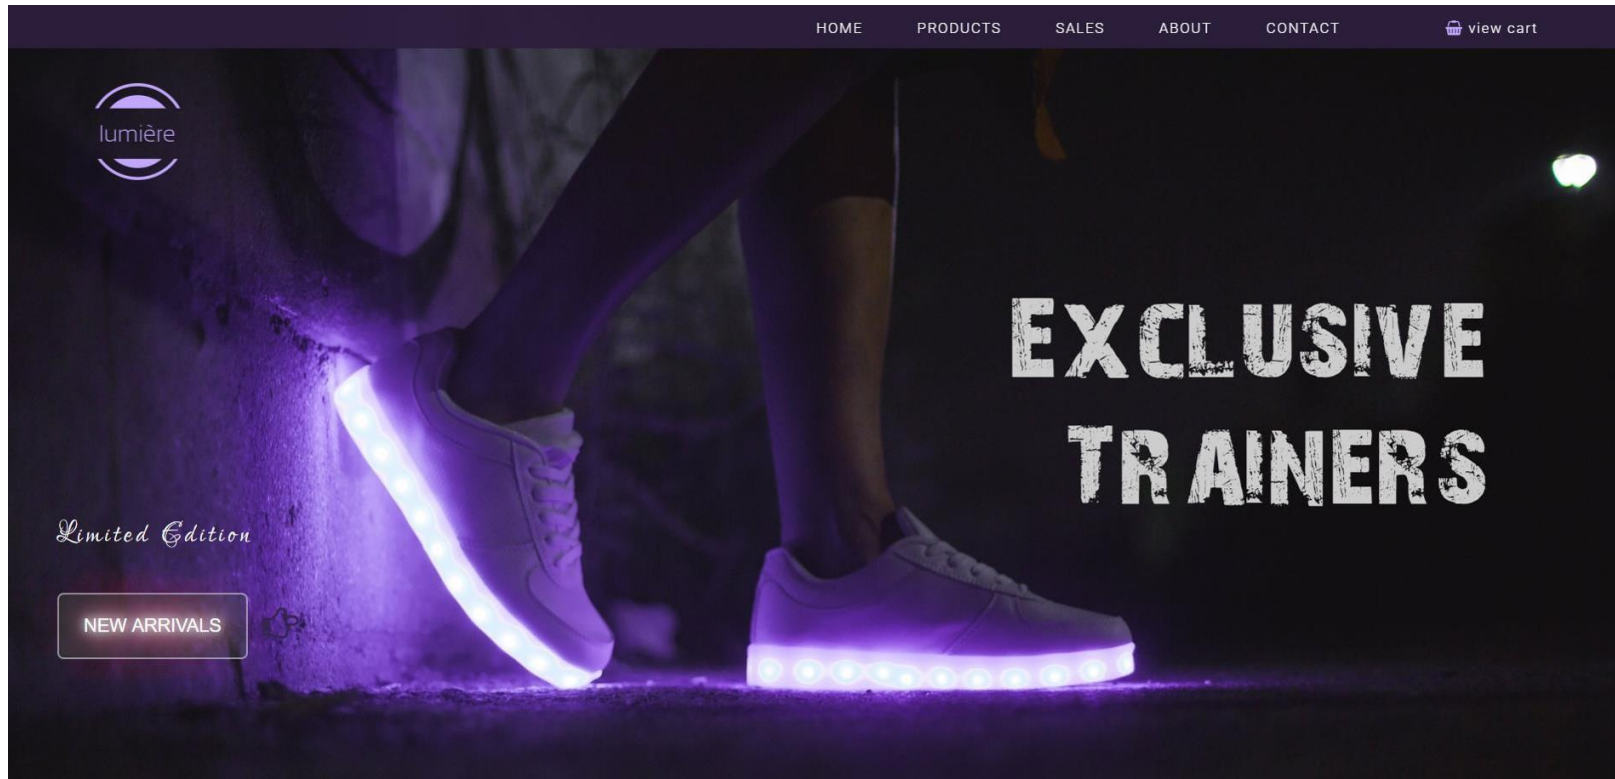 HOME PRODUCTS SALES ABOUT CONTACT view cart
lumière
EXCLUSIVE
TRAINERS
Limited Edition
NEW ARRIVALS